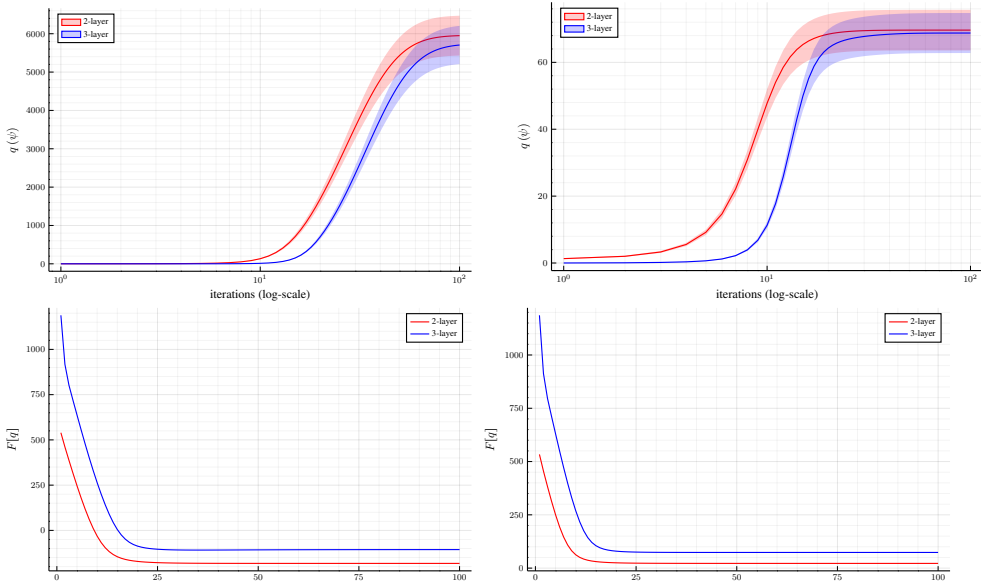 2-layer
3-layer
q (ψ)
6000
5000
4000
3000
2000
1000
0
10⁰
10¹
10²
iterations (log-scale)
2-layer
3-layer
q (ψ)
60
40
20
0
10⁰
10¹
10²
iterations (log-scale)
2-layer
3-layer
F[q]
1000
750
500
250
0
0
25
50
75
100
2-layer
3-layer
F[q]
1000
750
500
250
0
0
25
50
75
100